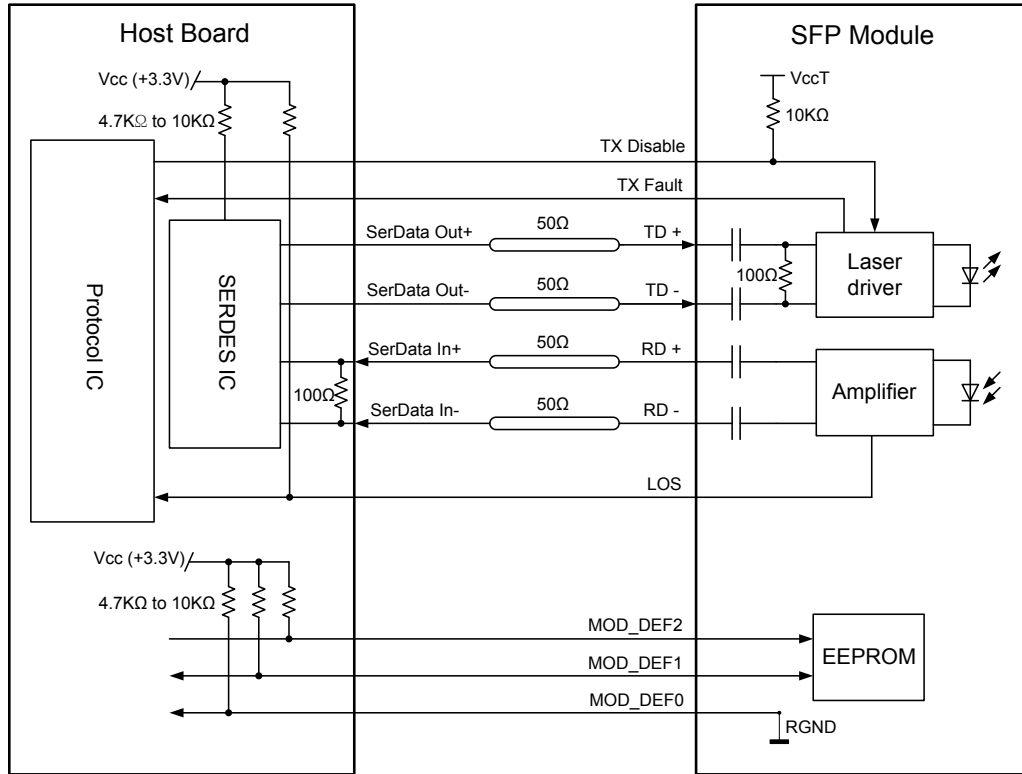 Host Board
SFP Module
Vcc (+3.3V)
4.7KΩ to 10KΩ
VccT
10KΩ
TX Disable
TX Fault
SerData Out+
50Ω
TD +
SerData Out-
50Ω
TD -
100Ω
Laser
driver
Protocol IC
SERDES IC
SerData In+
50Ω
RD +
100Ω
SerData In-
50Ω
RD -
Amplifier
LOS
Vcc (+3.3V)
4.7KΩ to 10KΩ
MOD_DEF2
MOD_DEF1
MOD_DEF0
EEPROM
RGND